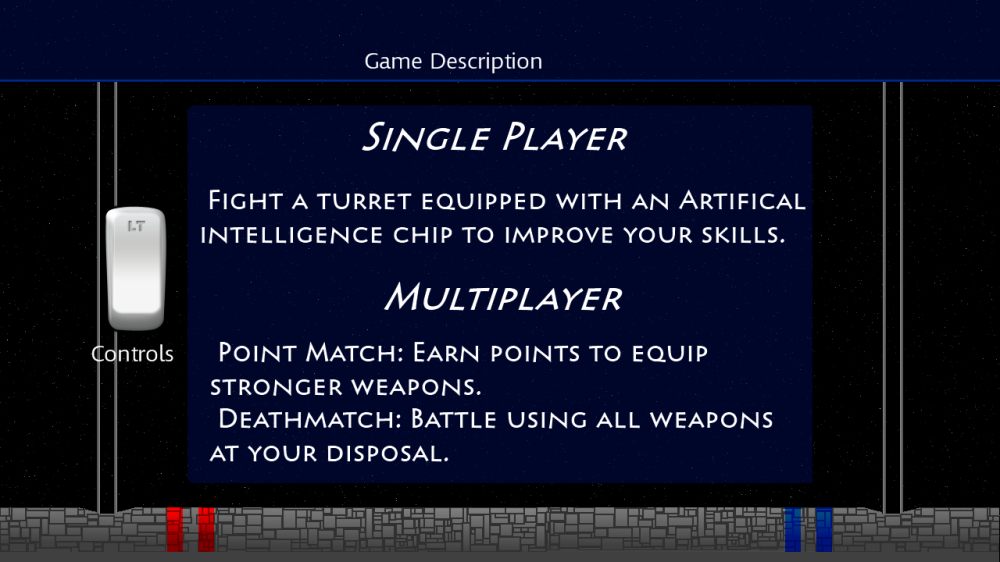 Game Description
Single Player
Fight a turret equipped with an Artifical
intelligence chip to improve your skills.
Multiplayer
Point Match: Earn points to equip
stronger weapons.
Deathmatch: Battle using all weapons
at your disposal.
LT
Controls